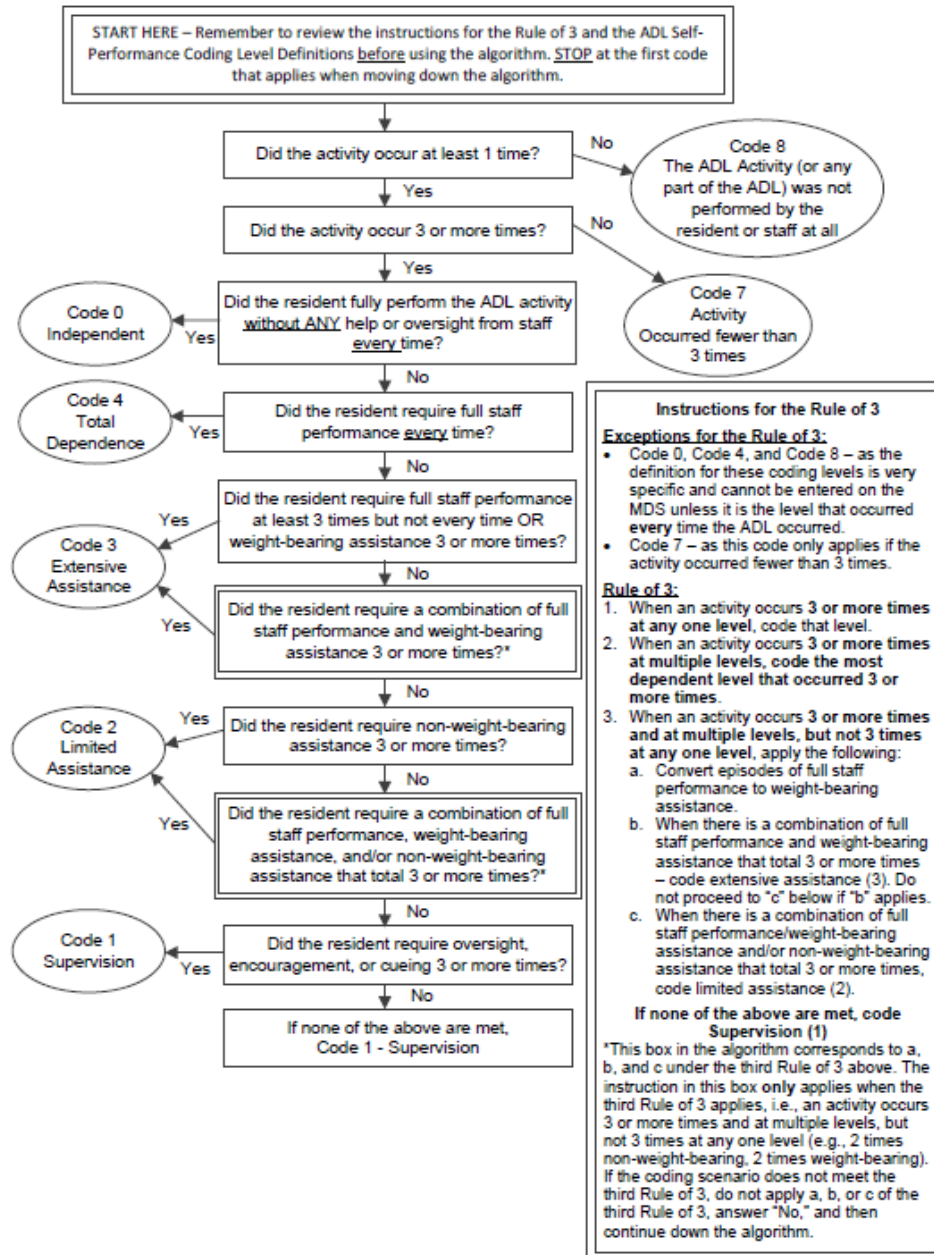 START HERE – Remember to review the instructions for the Rule of 3 and the ADL Self-
Performance Coding Level Definitions before using the algorithm. STOP at the first code
that applies when moving down the algorithm.
Did the activity occur at least 1 time?
No
Code 8
The ADL Activity (or any
part of the ADL) was not
performed by the
resident or staff at all
Yes
Did the activity occur 3 or more times?
No
Code 7
Activity
Occurred fewer than
3 times
Yes
Did the resident fully perform the ADL activity
without ANY help or oversight from staff
every time?
Yes
Code 0
Independent
No
Did the resident require full staff
performance every time?
Yes
Code 4
Total
Dependence
No
Did the resident require full staff performance
at least 3 times but not every time OR
weight-bearing assistance 3 or more times?
Yes
Code 3
Extensive
Assistance
No
Did the resident require a combination of full
staff performance and weight-bearing
assistance 3 or more times?*
Yes
No
Did the resident require non-weight-bearing
assistance 3 or more times?
Yes
Code 2
Limited
Assistance
No
Did the resident require a combination of full
staff performance, weight-bearing
assistance, and/or non-weight-bearing
assistance that total 3 or more times?*
Yes
No
Did the resident require oversight,
encouragement, or cueing 3 or more times?
Yes
Code 1
Supervision
No
If none of the above are met,
Code 1 - Supervision
Instructions for the Rule of 3
Exceptions for the Rule of 3:
• Code 0, Code 4, and Code 8 – as the
definition for these coding levels is very
specific and cannot be entered on the
MDS unless it is the level that occurred
every time the ADL occurred.
• Code 7 – as this code only applies if the
activity occurred fewer than 3 times.
Rule of 3:
1. When an activity occurs 3 or more times
at any one level, code that level.
2. When an activity occurs 3 or more times
at multiple levels, code the most
dependent level that occurred 3 or
more times.
3. When an activity occurs 3 or more times
and at multiple levels, but not 3 times
at any one level, apply the following:
a. Convert episodes of full staff
performance to weight-bearing
assistance.
b. When there is a combination of full
staff performance and weight-bearing
assistance that total 3 or more times
– code extensive assistance (3). Do
not proceed to "c" below if "b" applies.
c. When there is a combination of full
staff performance/weight-bearing
assistance and/or non-weight-bearing
assistance that total 3 or more times,
code limited assistance (2).
If none of the above are met, code
Supervision (1)
*This box in the algorithm corresponds to a,
b, and c under the third Rule of 3 above. The
instruction in this box only applies when the
third Rule of 3 applies, i.e., an activity occurs
3 or more times and at multiple levels, but
not 3 times at any one level (e.g., 2 times
non-weight-bearing, 2 times weight-bearing).
If the coding scenario does not meet the
third Rule of 3, do not apply a, b, or c of the
third Rule of 3, answer "No," and then
continue down the algorithm.